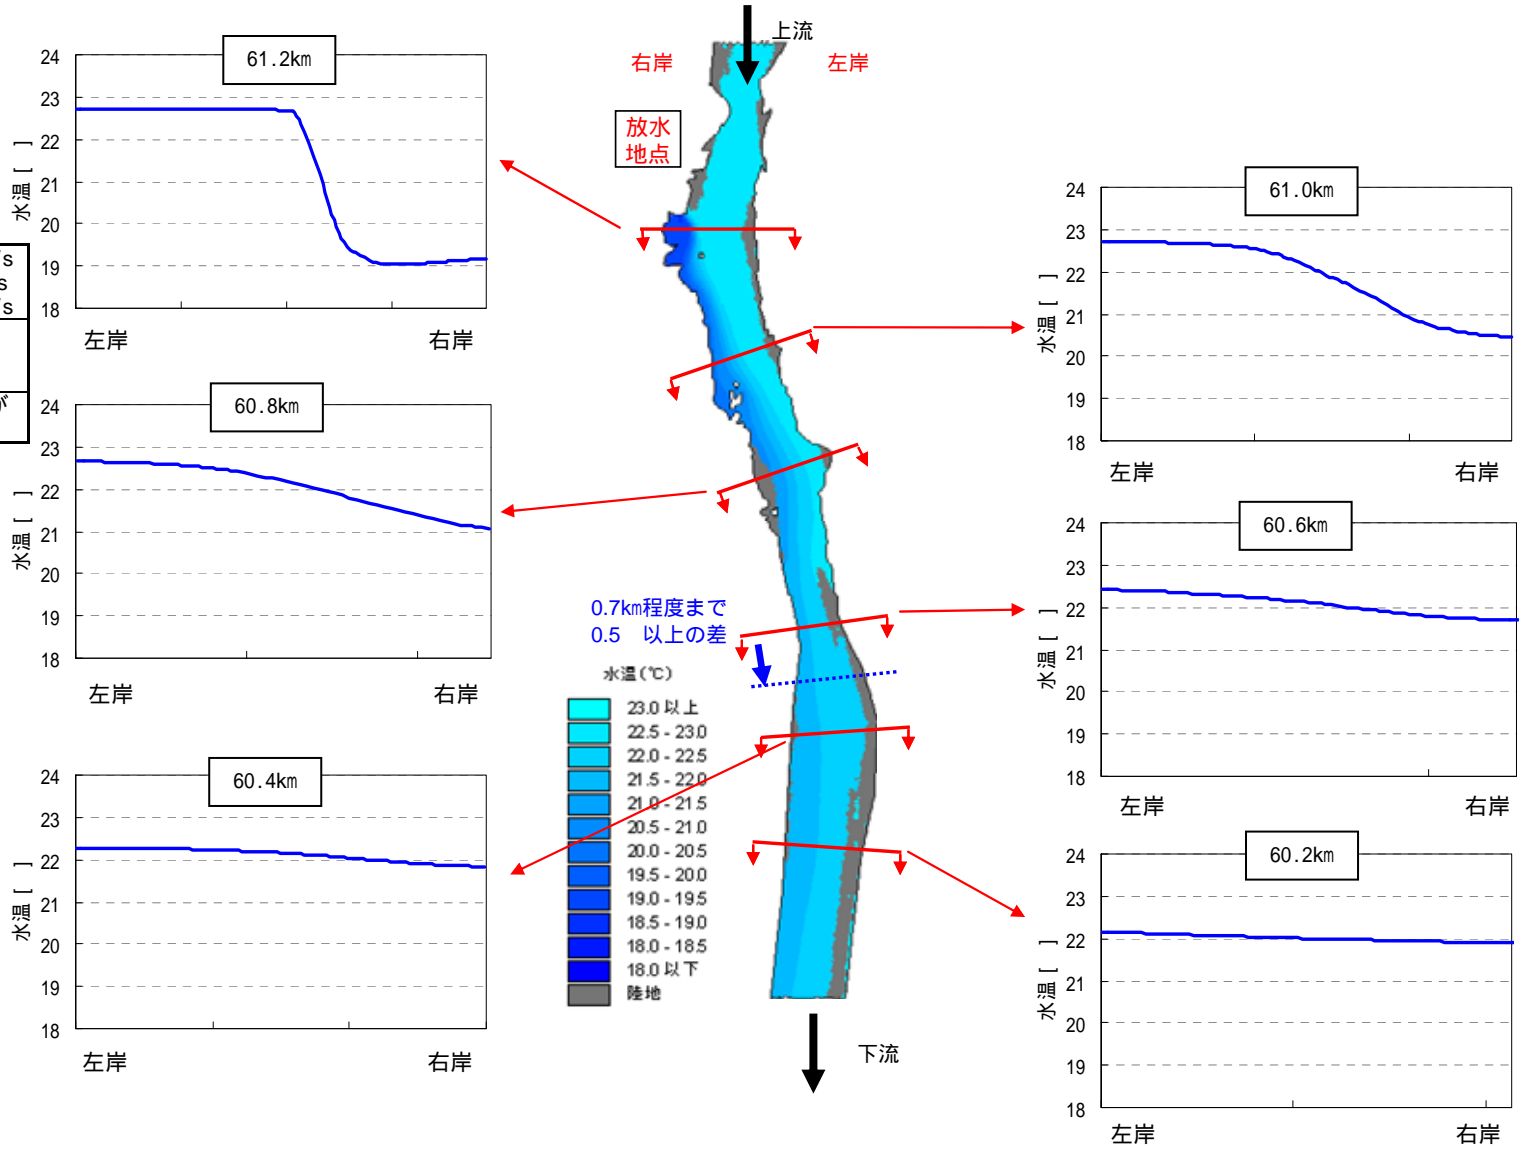 上流
右岸
左岸
放水
地点
61.2㎞
24
23
22
21
20
19
18
水温 [ ]
左岸
右岸
/s
s
/s
が
60.8㎞
24
23
22
21
20
19
18
水温 [ ]
左岸
右岸
60.4㎞
24
23
22
21
20
19
18
水温 [ ]
左岸
右岸
0.7㎞程度まで
0.5 以上の差
水温(℃)
23.0 以上
22.5 - 23.0
22.0 - 22.5
21.5 - 22.0
21.0 - 21.5
20.5 - 21.0
20.0 - 20.5
19.5 - 20.0
19.0 - 19.5
18.5 - 19.0
18.0 - 18.5
18.0 以下
陸地
下流
61.0㎞
24
23
22
21
20
19
18
水温 [ ]
左岸
右岸
60.6㎞
24
23
22
21
20
19
18
水温 [ ]
左岸
右岸
60.2㎞
24
23
22
21
20
19
18
水温 [ ]
左岸
右岸